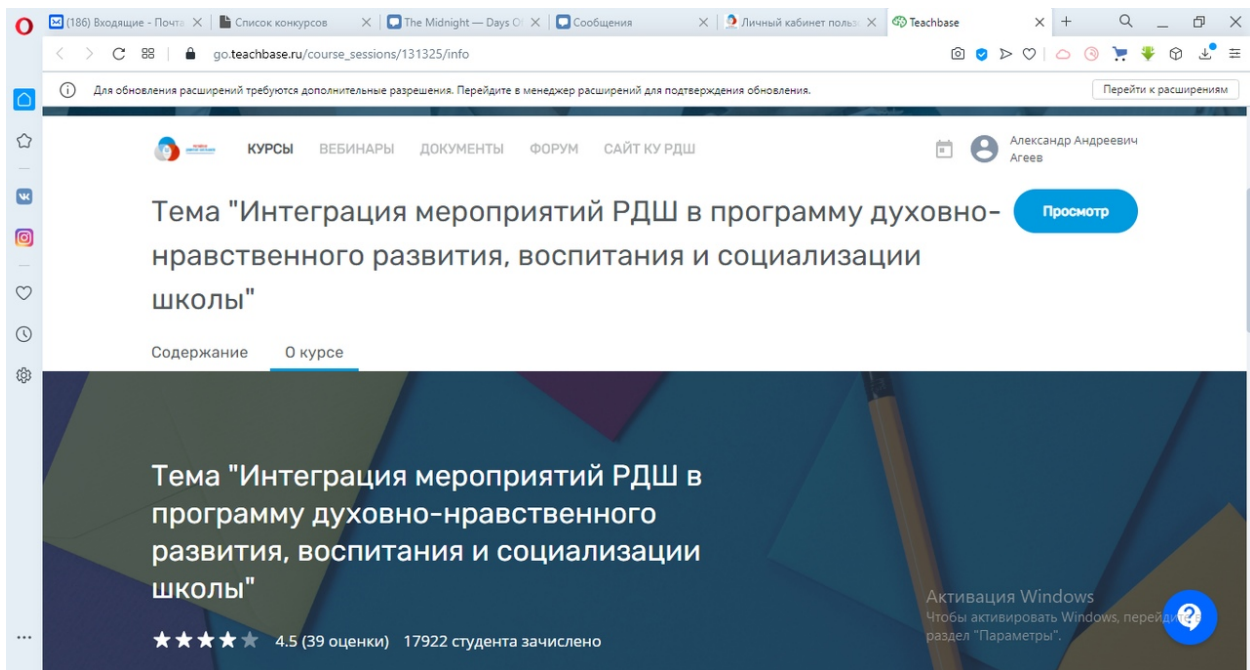 (186) Входящие - Почта
Список конкурсов
The Midnight — Days O
Сообщения
Личный кабинет польз
Teachbase
go.teachbase.ru/course_sessions/131325/info
Для обновления расширений требуются дополнительные разрешения. Перейдите в менеджер расширений для подтверждения обновления.
Перейти к расширениям
КУРСЫ ВЕБИНАРЫ ДОКУМЕНТЫ ФОРУМ САЙТ КУ РДШ
Александр Андреевич
Агеев
Тема "Интеграция мероприятий РДШ в программу духовно-
нравственного развития, воспитания и социализации
школы"
Просмотр
Содержание О курсе
Тема "Интеграция мероприятий РДШ в
программу духовно-нравственного
развития, воспитания и социализации
школы"
4.5 (39 оценки) 17922 студента зачислено
Активация Windows
Чтобы активировать Windows, перейдите в
раздел "Параметры".